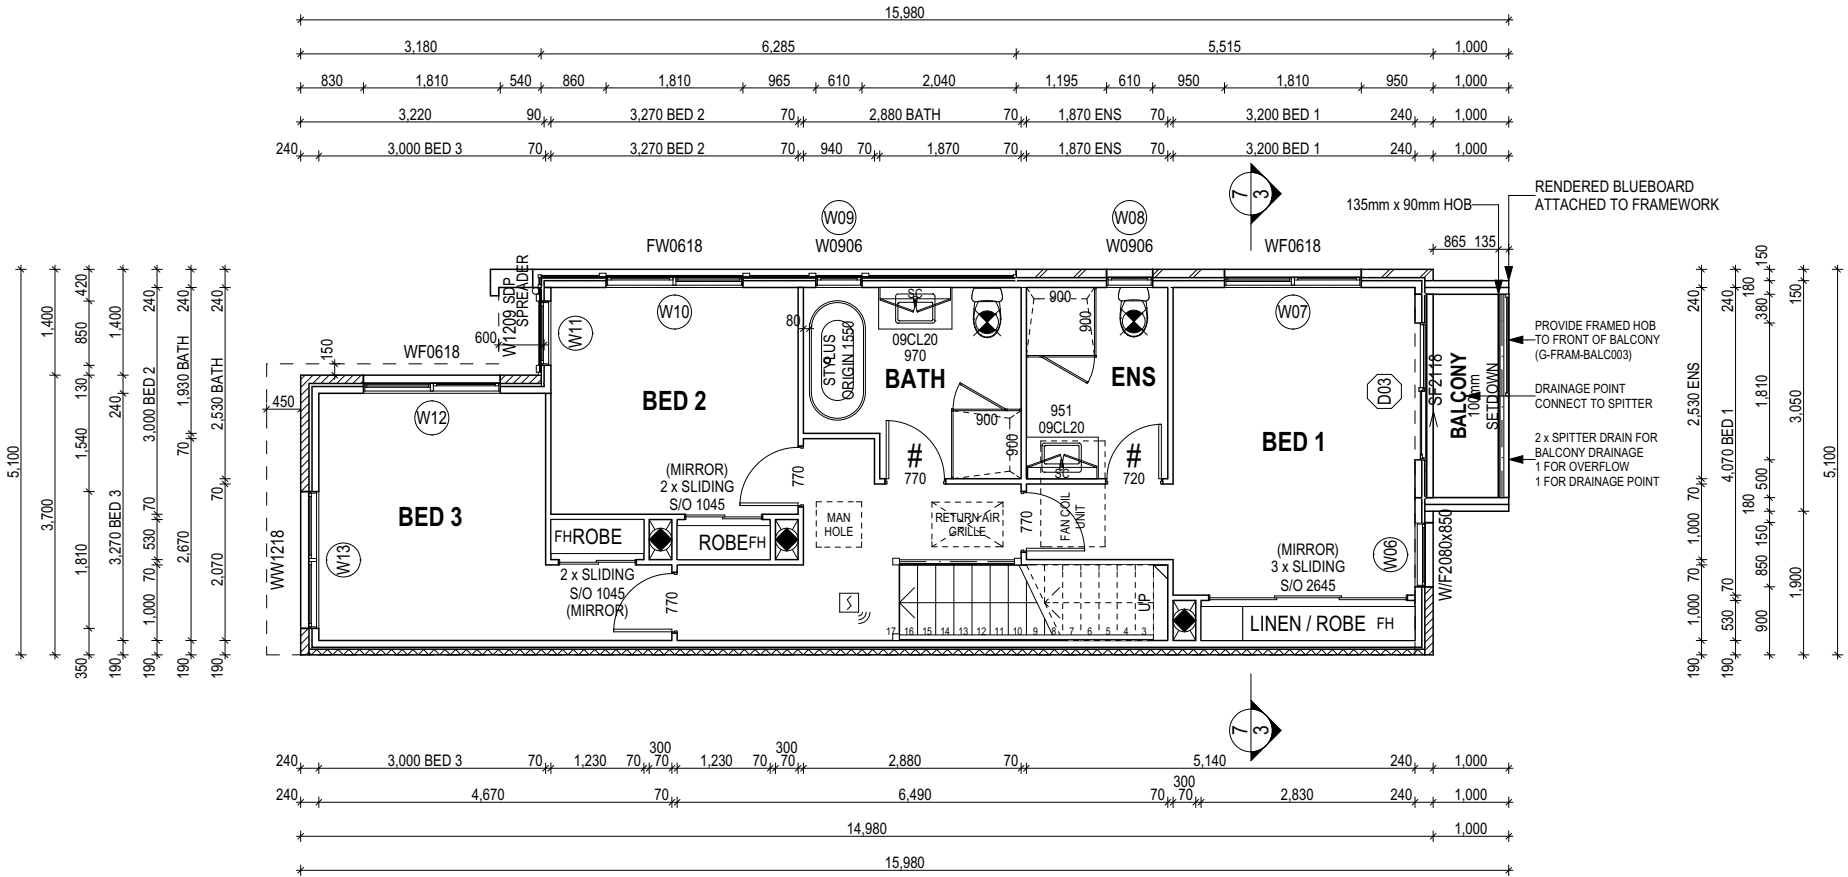 15,980
3,180 6,285 5,515 1,000
830 1,810 540 860 1,810 965 610 2,040 1,195 610 950 1,810 950 1,000
3,220 90 3,270 BED 2 70 2,880 BATH 70 1,870 ENS 70 3,200 BED 1 240 1,000
240 3,000 BED 3 70 3,270 BED 2 70 940 70 1,870 70 1,870 ENS 70 3,200 BED 1 240 1,000
7
3
RENDERED BLUEBOARD
ATTACHED TO FRAMEWORK
135mm x 90mm HOB
W09
W0906
W08
W0906
FW0618
WF0618
865 135
W1209 SDP
SPREADER
600
W11
W10
W07
WF0618
150
450
W12
80
STYLUS
ORIGIN 1550
SC
09CL20
970
BATH
900
900
ENS
BED 2
900
900
951
09CL20
SC
D03
SF2118
BALCONY
100mm
SETDOWN
PROVIDE FRAMED HOB
TO FRONT OF BALCONY
(G-FRAM-BALC003)
DRAINAGE POINT
CONNECT TO SPITTER
2 x SPITTER DRAIN FOR
BALCONY DRAINAGE
1 FOR OVERFLOW
1 FOR DRAINAGE POINT
BED 1
#
770
#
720
(MIRROR)
2 x SLIDING
S/O 1045
770
BED 3
FH ROBE
ROBE FH
MAN
HOLE
RETURN AIR
GRILLE
770
FAN COIL
UNIT
WW1218
W13
2 x SLIDING
S/O 1045
(MIRROR)
770
(MIRROR)
3 x SLIDING
S/O 2645
W06
W/F2080x850
S
UP
17 16 15 14 13 12 11 10 9 8 7 6 5 4 3
LINEN / ROBE FH
5,100
1,400 3,700
420 850 130 1,540 1,810 350
1,400 240 3,270 BED 3 190
240 3,000 BED 2 70 530 70 1,000 190
240 1,930 BATH 70 2,670 190
240 2,530 BATH 70 2,070 190
240 2,530 ENS 70 1,000 70 1,000 190
240 4,070 BED 1 70 530 190
150 180 380 1,810 500 180 150 850 900
150 3,050 1,900
5,100
7
3
240 3,000 BED 3 70 1,230 70 300 70 1,230 70 300 70 2,880 70 5,140 240 1,000
240 4,670 70 6,490 70 300 70 2,830 240 1,000
14,980 1,000
15,980